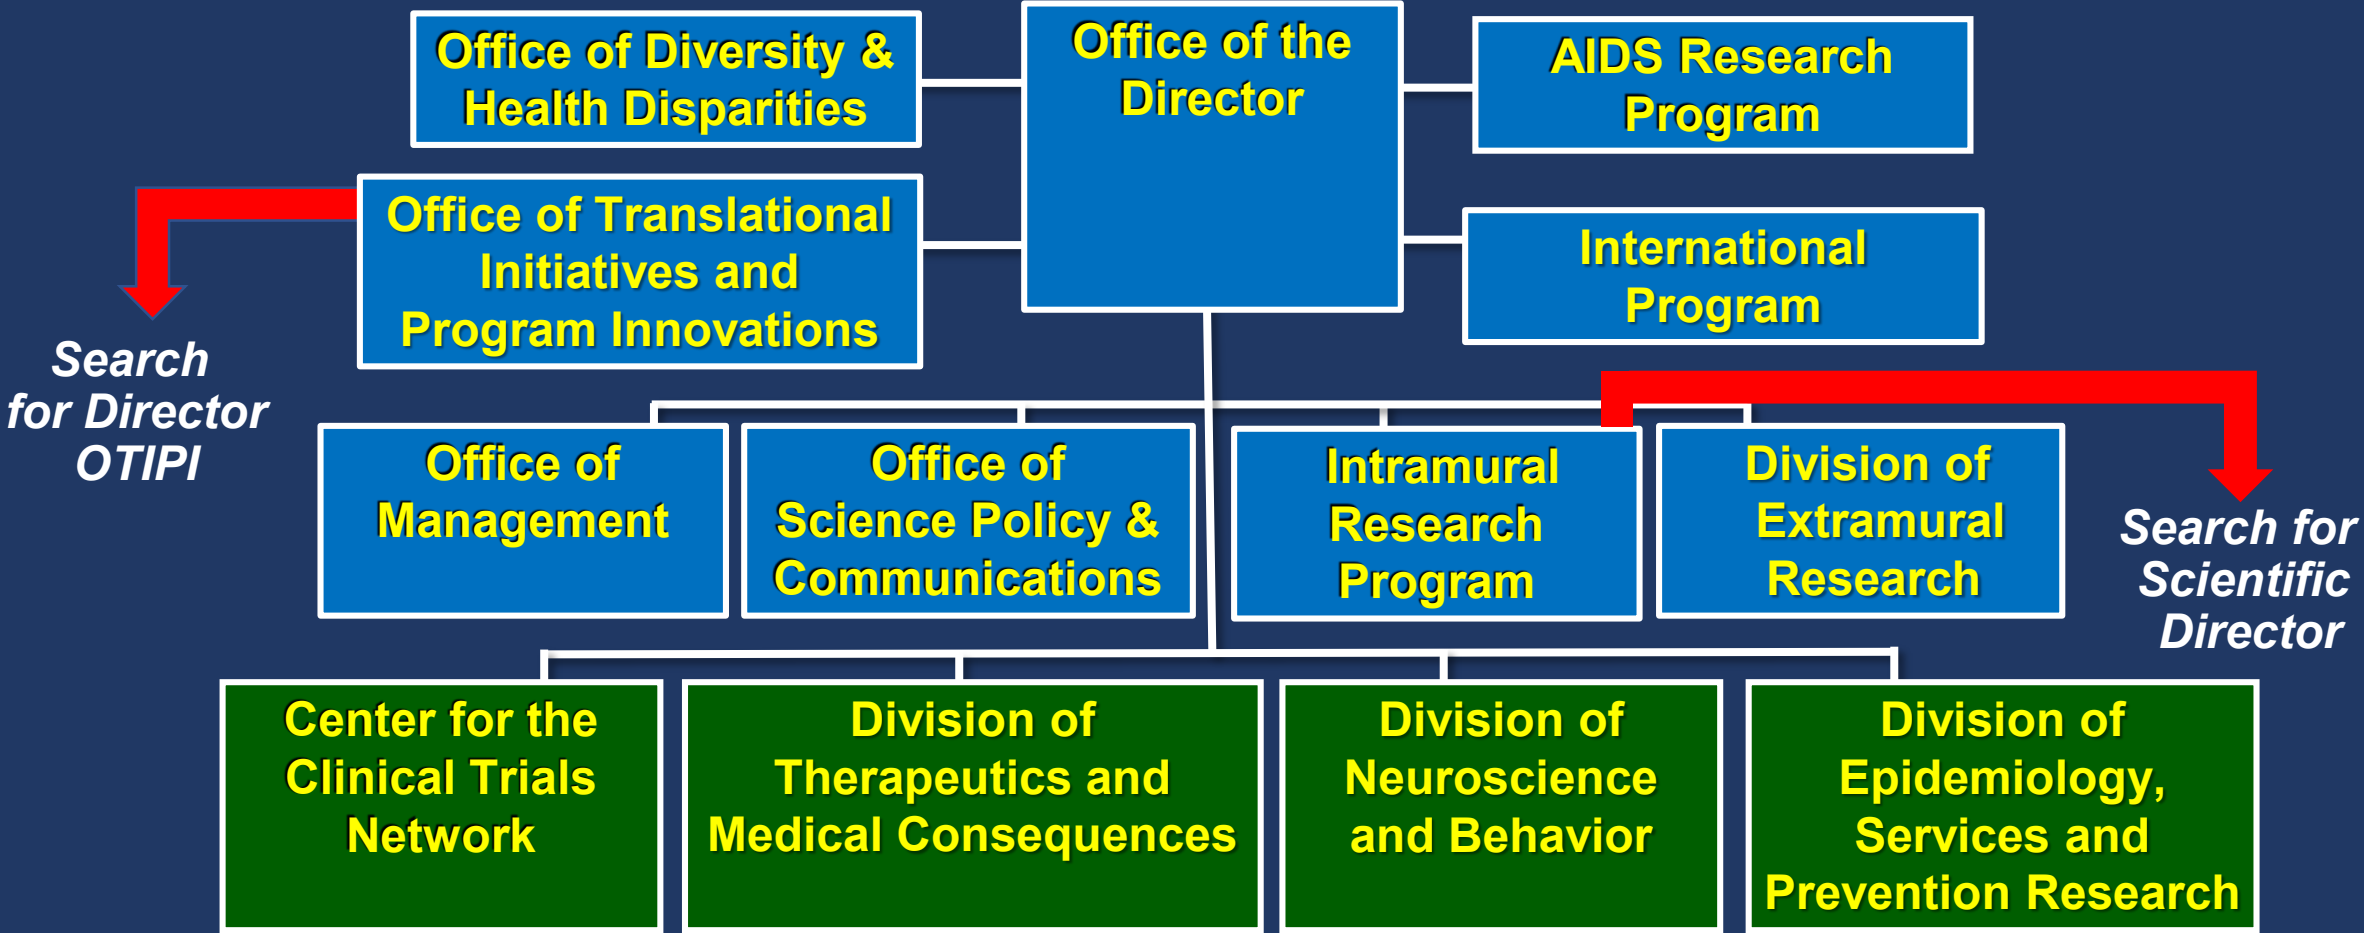 Office of Diversity &
Health Disparities
Office of the
Director
AIDS Research
Program
Office of Translational
Initiatives and
Program Innovations
International
Program
Search
for Director
OTIPI
Office of
Management
Office of
Science Policy &
Communications
Intramural
Research
Program
Division of
Extramural
Research
Search for
Scientific
Director
Center for the
Clinical Trials
Network
Division of
Therapeutics and
Medical Consequences
Division of
Neuroscience
and Behavior
Division of
Epidemiology,
Services and
Prevention Research